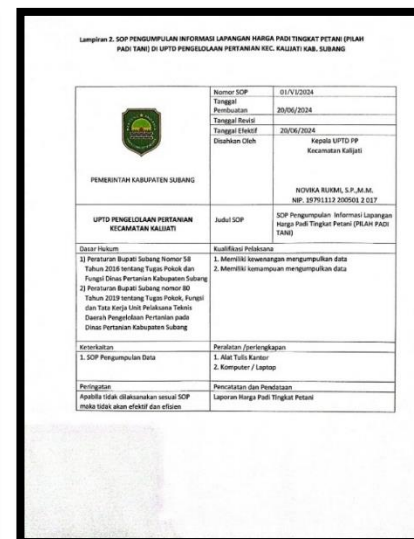 Lampiran 2. SOP PENGUMPULAN INFORMASI LAPANGAN HARGA PADI TINGKAT PETANI (PILAH
PADI TANI) DI UPTD PENGELOLAAN PERTANIAN KEC. KALIJATI KAB. SUBANG
PEMERINTAH KABUPATEN SUBANG
Nomor SOP 01/VI/2024
Tanggal
Pembuatan 20/06/2024
Tanggal Revisi
Tanggal Efektif 20/06/2024
Disahkan Oleh Kepala UPTD PP
Kecamatan Kalijati
NOVIKA RUKMI, S.P.,M.M.
NIP. 19791112 200501 2 017
UPTD PENGELOLAAN PERTANIAN
KECAMATAN KALIJATI
Judul SOP
SOP Pengumpulan Informasi Lapangan
Harga Padi Tingkat Petani (PILAH PADI
TANI)
Dasar Hukum
1) Peraturan Bupati Subang Nomor 58
Tahun 2016 tentang Tugas Pokok dan
Fungsi Dinas Pertanian Kabupaten Subang
2) Peraturan Bupati Subang nomor 80
Tahun 2019 tentang Tugas Pokok, Fungsi
dan Tata Kerja Unit Pelaksana Teknis
Daerah Pengelolaan Pertanian pada
Dinas Pertanian Kabupaten Subang
Kualifikasi Pelaksana
1. Memiliki kewenangan mengumpulkan data
2. Memiliki kemampuan mengumpulkan data
Keterkaitan
1. SOP Pengumpulan Data
Peralatan /perlengkapan
1. Alat Tulis Kantor
2. Komputer / Laptop
Peringatan
Apabila tidak dilaksanakan sesuai SOP
maka tidak akan efektif dan efisien
Pencatatan dan Pendataan
Laporan Harga Padi Tingkat Petani